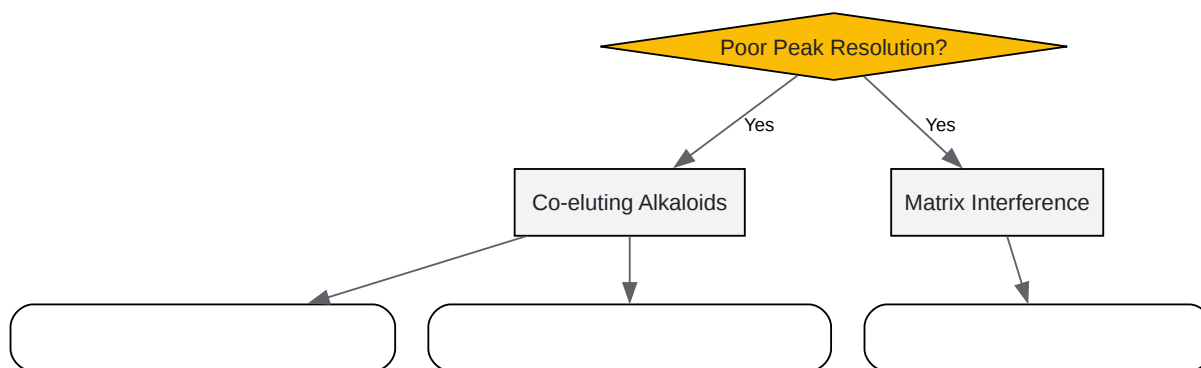 Poor Peak Resolution?
Yes
Yes
Co-eluting Alkaloids
Matrix Interference